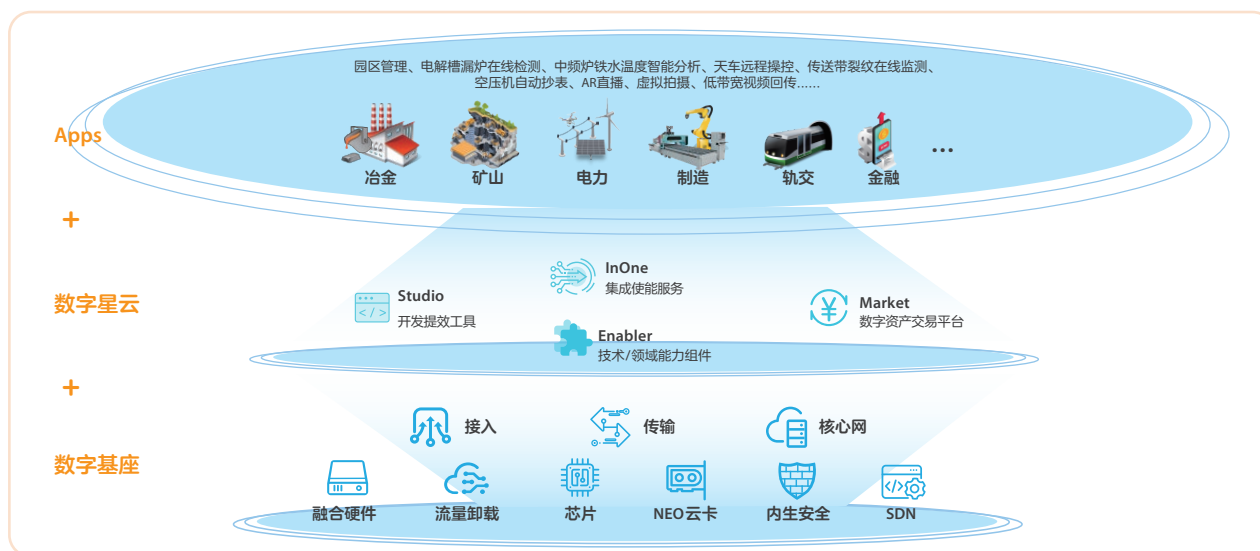 园区管理、电解槽漏炉在线检测、中频炉铁水温度智能分析、天车远程操控、传送带裂纹在线监测、
空压机自动抄表、AR直播、虚拟拍摄、低带宽视频回传……
Apps
冶金
矿山
电力
制造
轨交
金融
...
+
数字星云
InOne
集成使能服务
Studio
开发提效工具
Market
数字资产交易平台
Enabler
技术/领域能力组件
+
数字基座
接入
传输
核心网
融合硬件
流量卸载
芯片
NEO云卡
内生安全
SDN